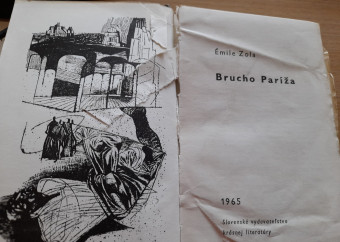 Émile Zola
Brucho Paríža
1965
Slovenské vydavateľstvo
krásnej literatúry